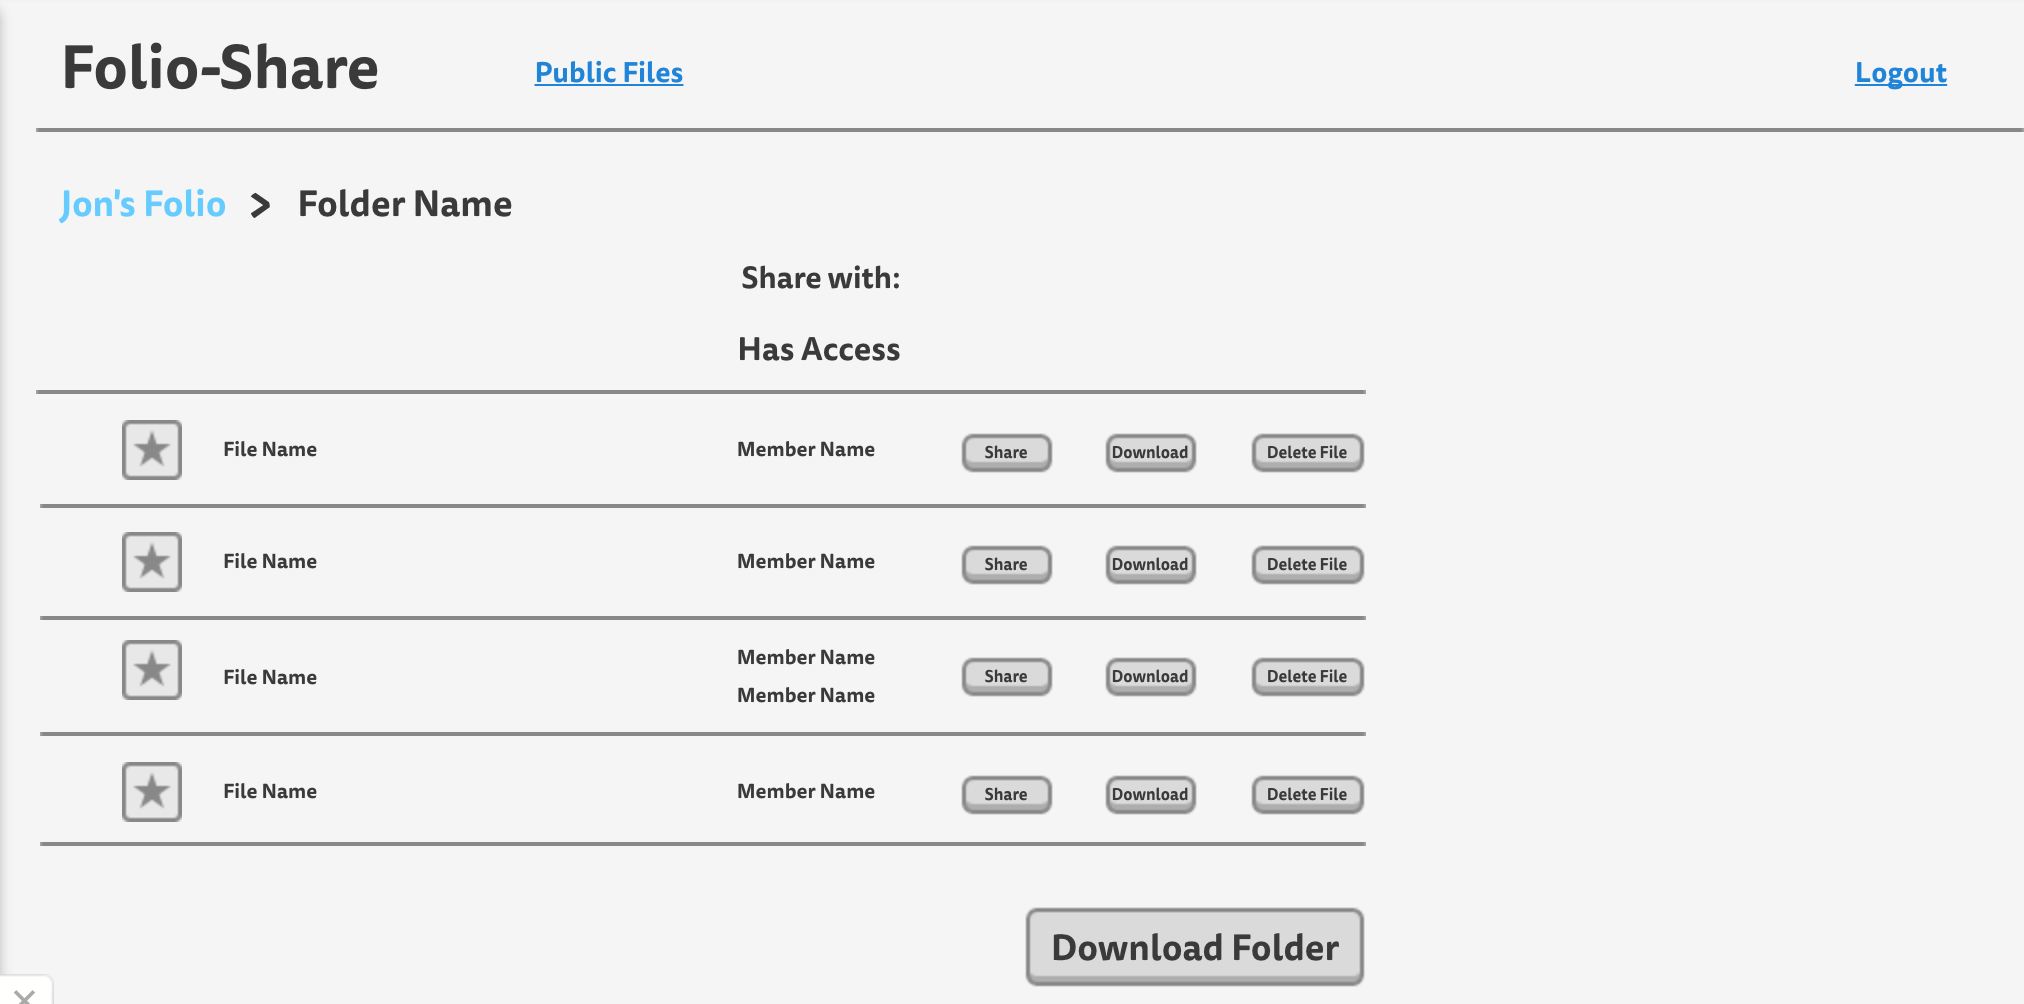 Folio-Share Public Files Logout
Jon's Folio > Folder Name
Share with:
Has Access
File Name Member Name Share Download Delete File
File Name Member Name Share Download Delete File
File Name Member Name Member Name Share Download Delete File
File Name Member Name Share Download Delete File
Download Folder